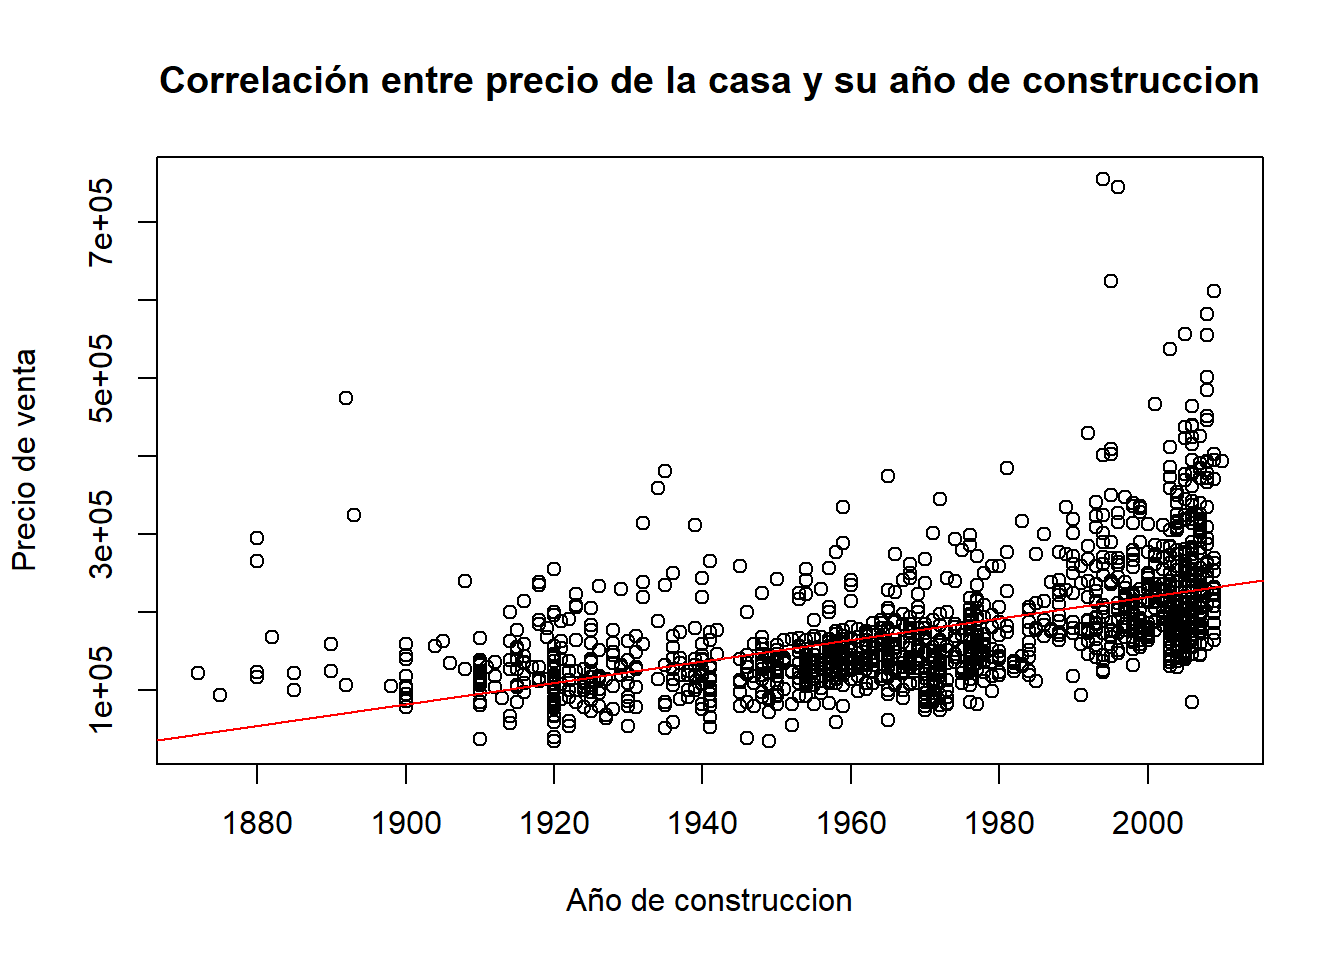 Correlación entre precio de la casa y su año de construccion
Precio de venta
7e+05
5e+05
3e+05
1e+05
1880 1900 1920 1940 1960 1980 2000
Año de construccion